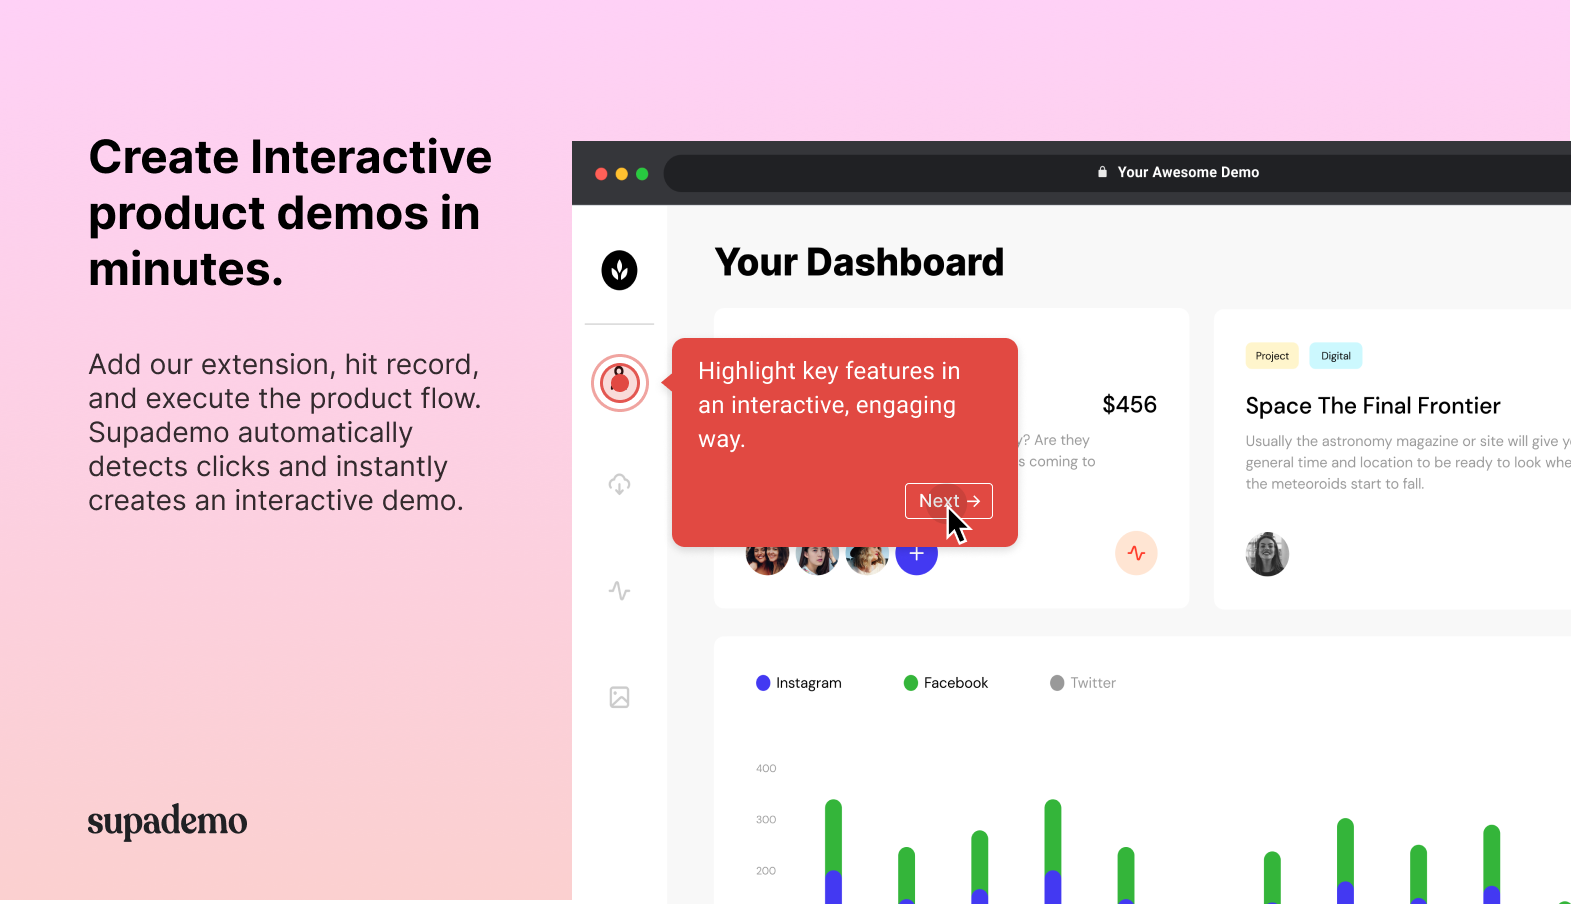 Create Interactive
product demos in
minutes.
Add our extension, hit record,
and execute the product flow.
Supademo automatically
detects clicks and instantly
creates an interactive demo.
supademo
Your Awesome Demo
Your Dashboard
Highlight key features in
an interactive, engaging
way.
Next →
$456
y? Are they
s coming to
Project
Digital
Space The Final Frontier
Usually the astronomy magazine or site will give y
general time and location to be ready to look whe
the meteoroids start to fall.
Instagram
Facebook
Twitter
400
300
200